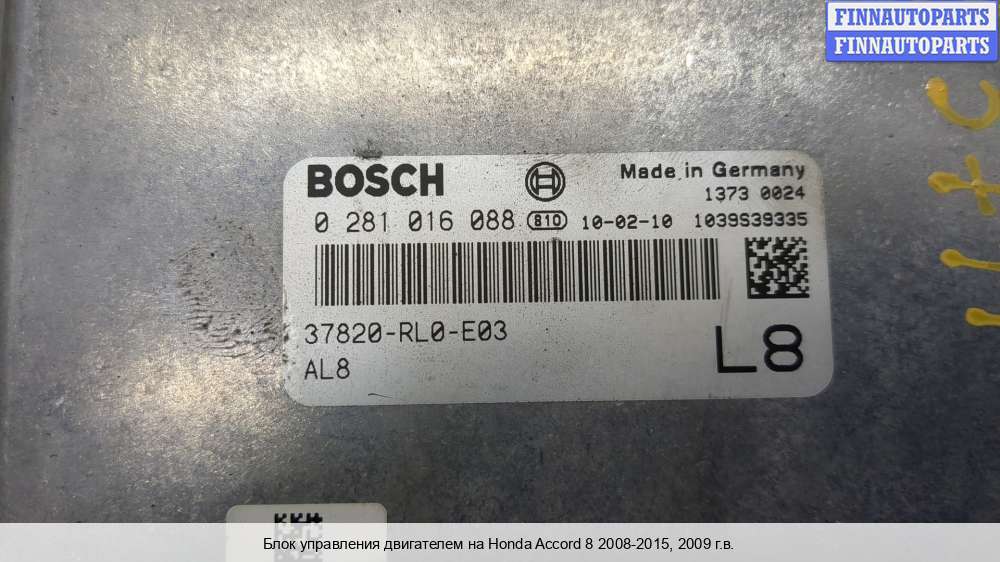 FINNAUTOPARTS
FINNAUTOPARTS
BOSCH
Made in Germany
1373 0024
0 281 016 088 810 10-02-10 1039S39335
37820-RL0-E03
AL8
L8
Блок управления двигателем на Honda Accord 8 2008-2015, 2009 г.в.